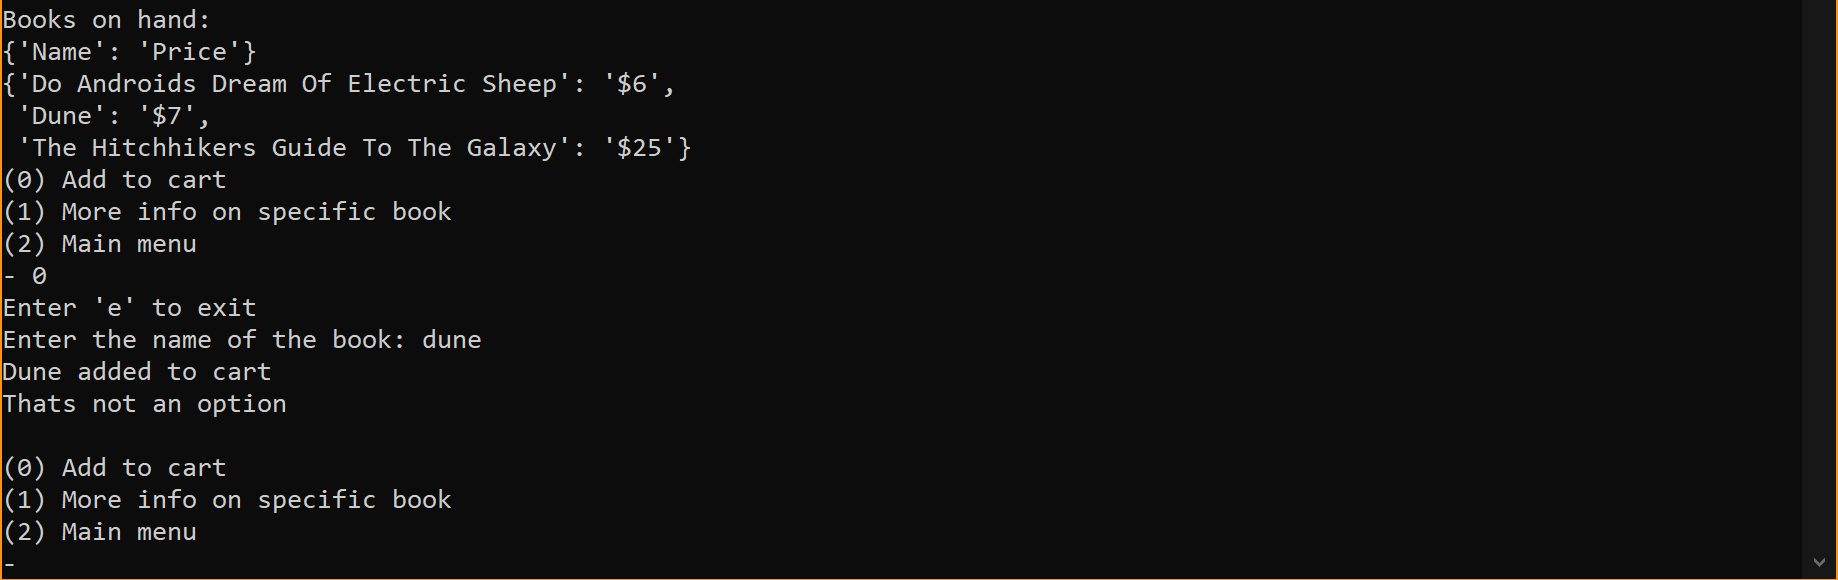 Books on hand:
{'Name': 'Price'}
{'Do Androids Dream Of Electric Sheep': '$6',
 'Dune': '$7',
 'The Hitchhikers Guide To The Galaxy': '$25'}
(0) Add to cart
(1) More info on specific book
(2) Main menu
- 0
Enter 'e' to exit
Enter the name of the book: dune
Dune added to cart
Thats not an option

(0) Add to cart
(1) More info on specific book
(2) Main menu
-